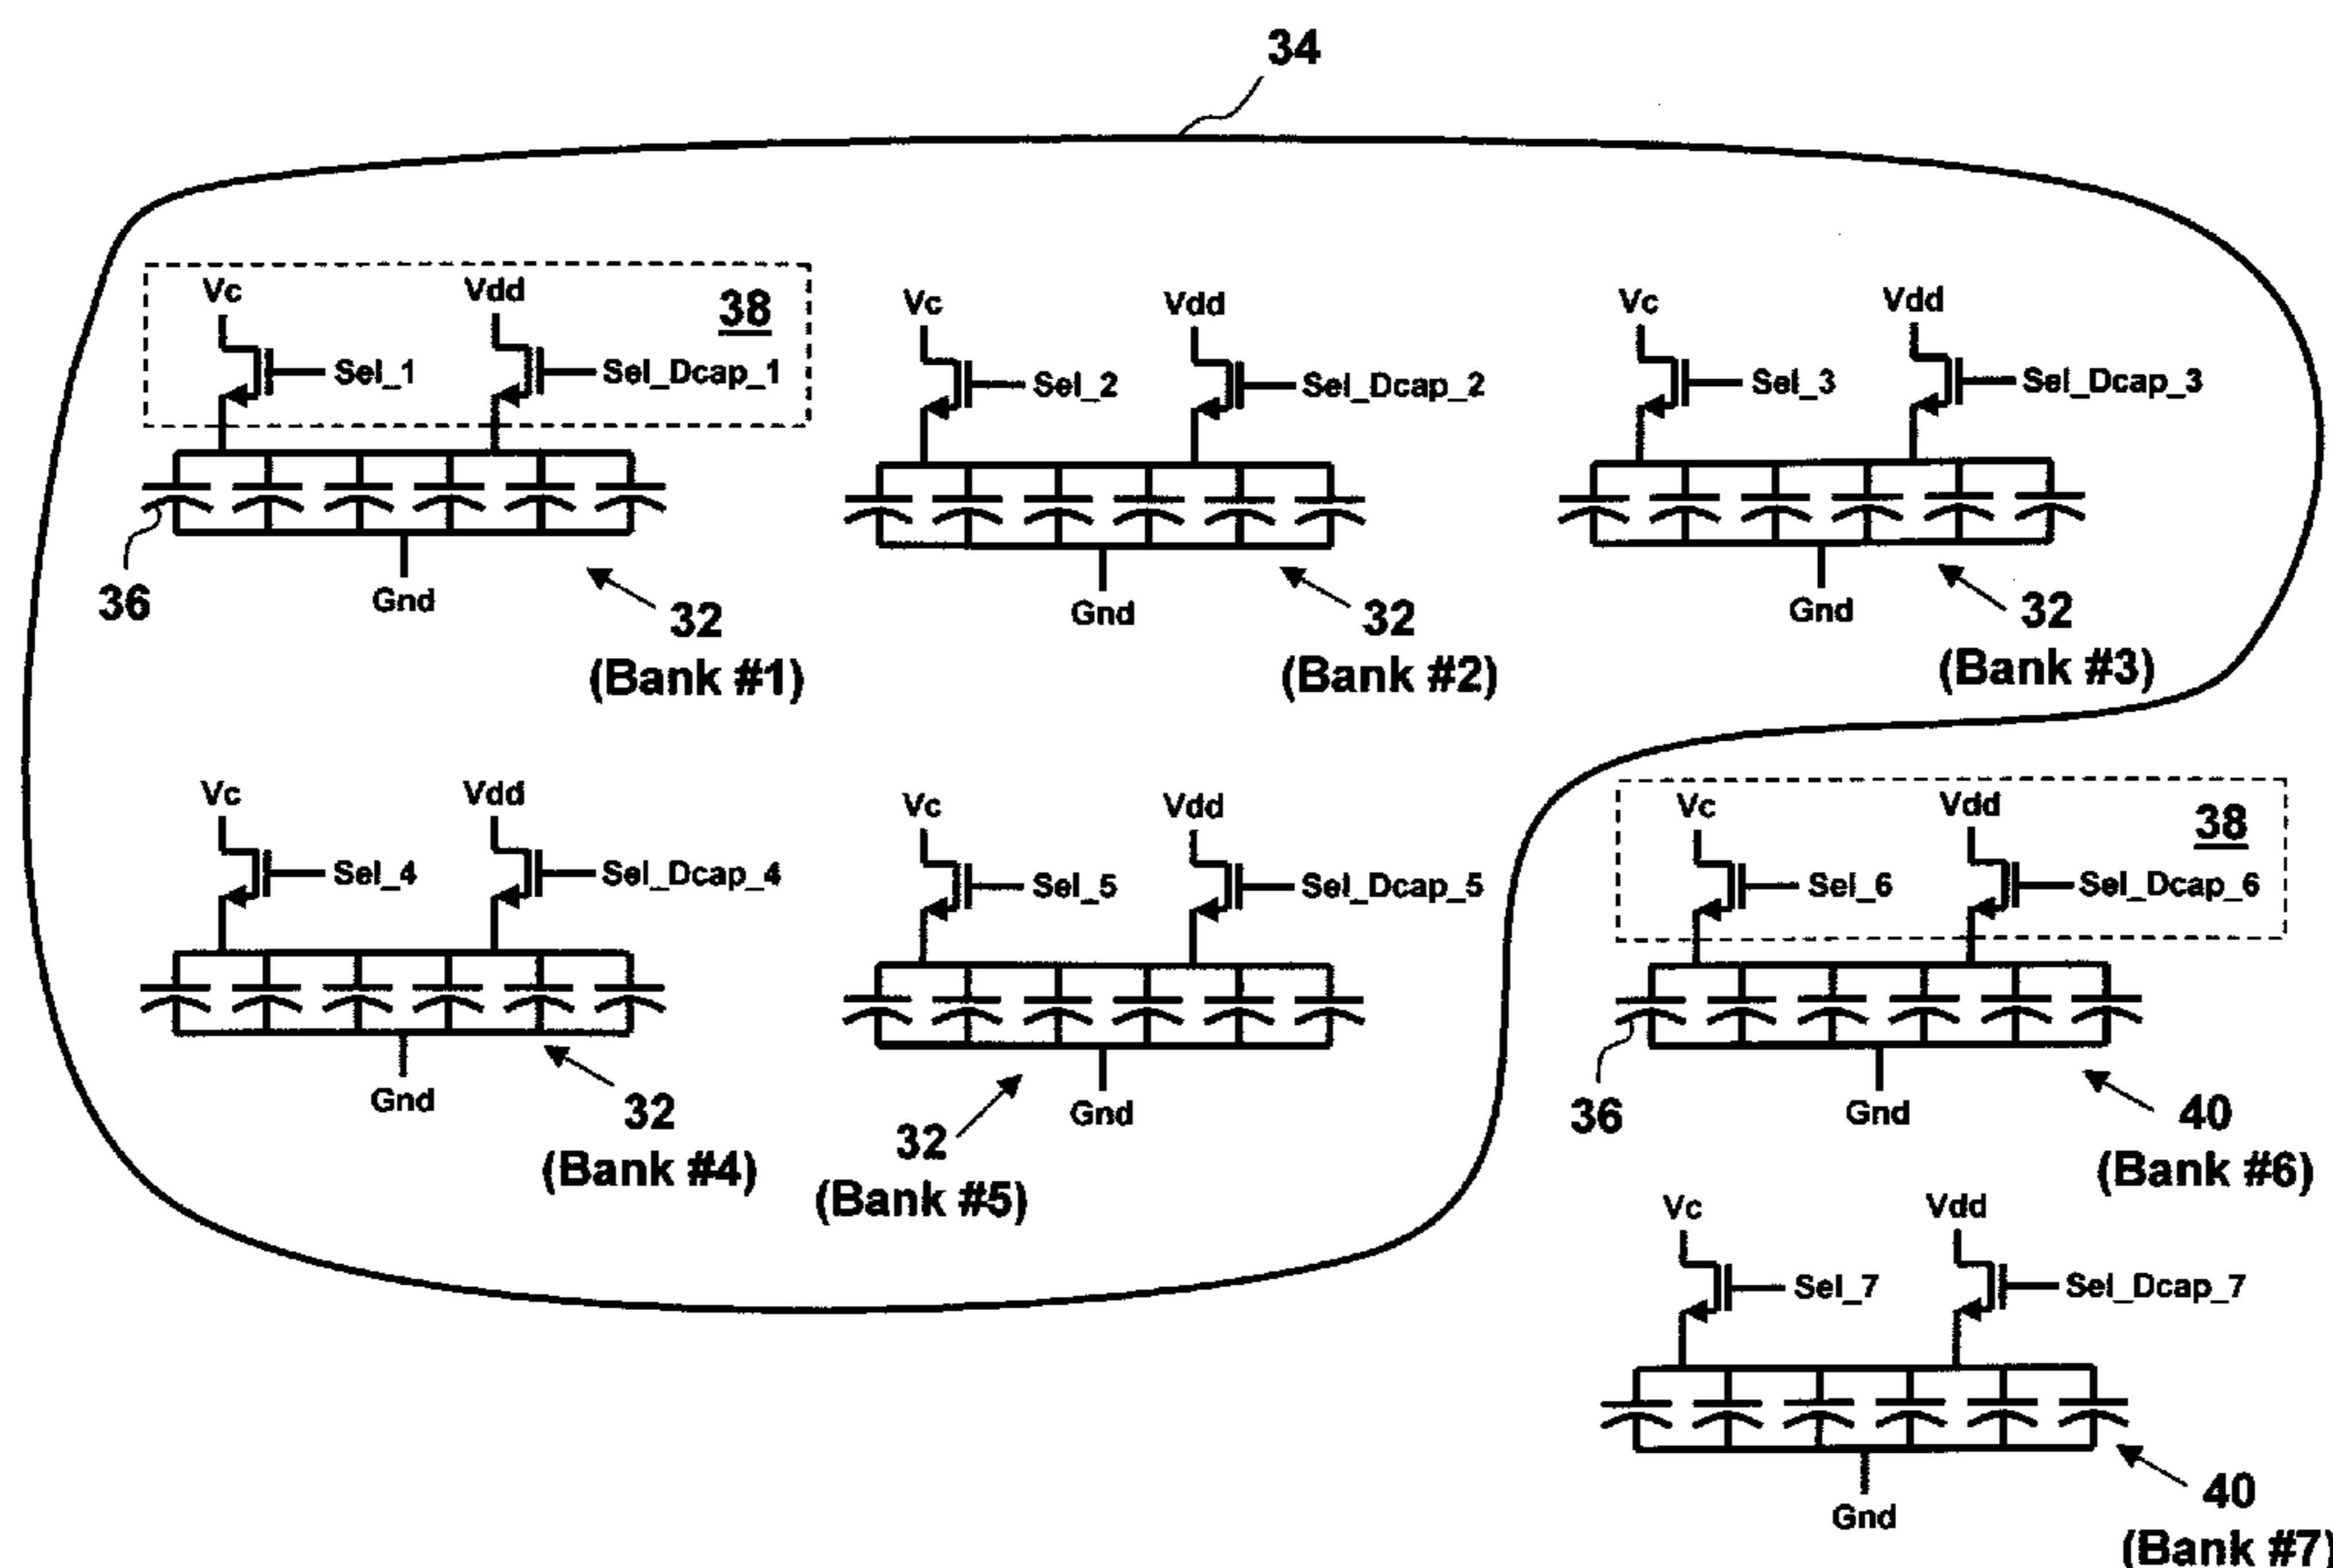 34
Vc Vdd 38
Sel_1 Sel_Dcap_1
36
Gnd
32
(Bank #1)
Vc Vdd
Sel_2 Sel_Dcap_2
Gnd
32
(Bank #2)
Vc Vdd
Sel_3 Sel_Dcap_3
Gnd
32
(Bank #3)
Vc Vdd
Sel_4 Sel_Dcap_4
Gnd
32
(Bank #4)
Vc Vdd
Sel_5 Sel_Dcap_5
Gnd
32
(Bank #5)
Vc Vdd 38
Sel_6 Sel_Dcap_6
36
Gnd
40
(Bank #6)
Vc Vdd
Sel_7 Sel_Dcap_7
Gnd
40
(Bank #7)